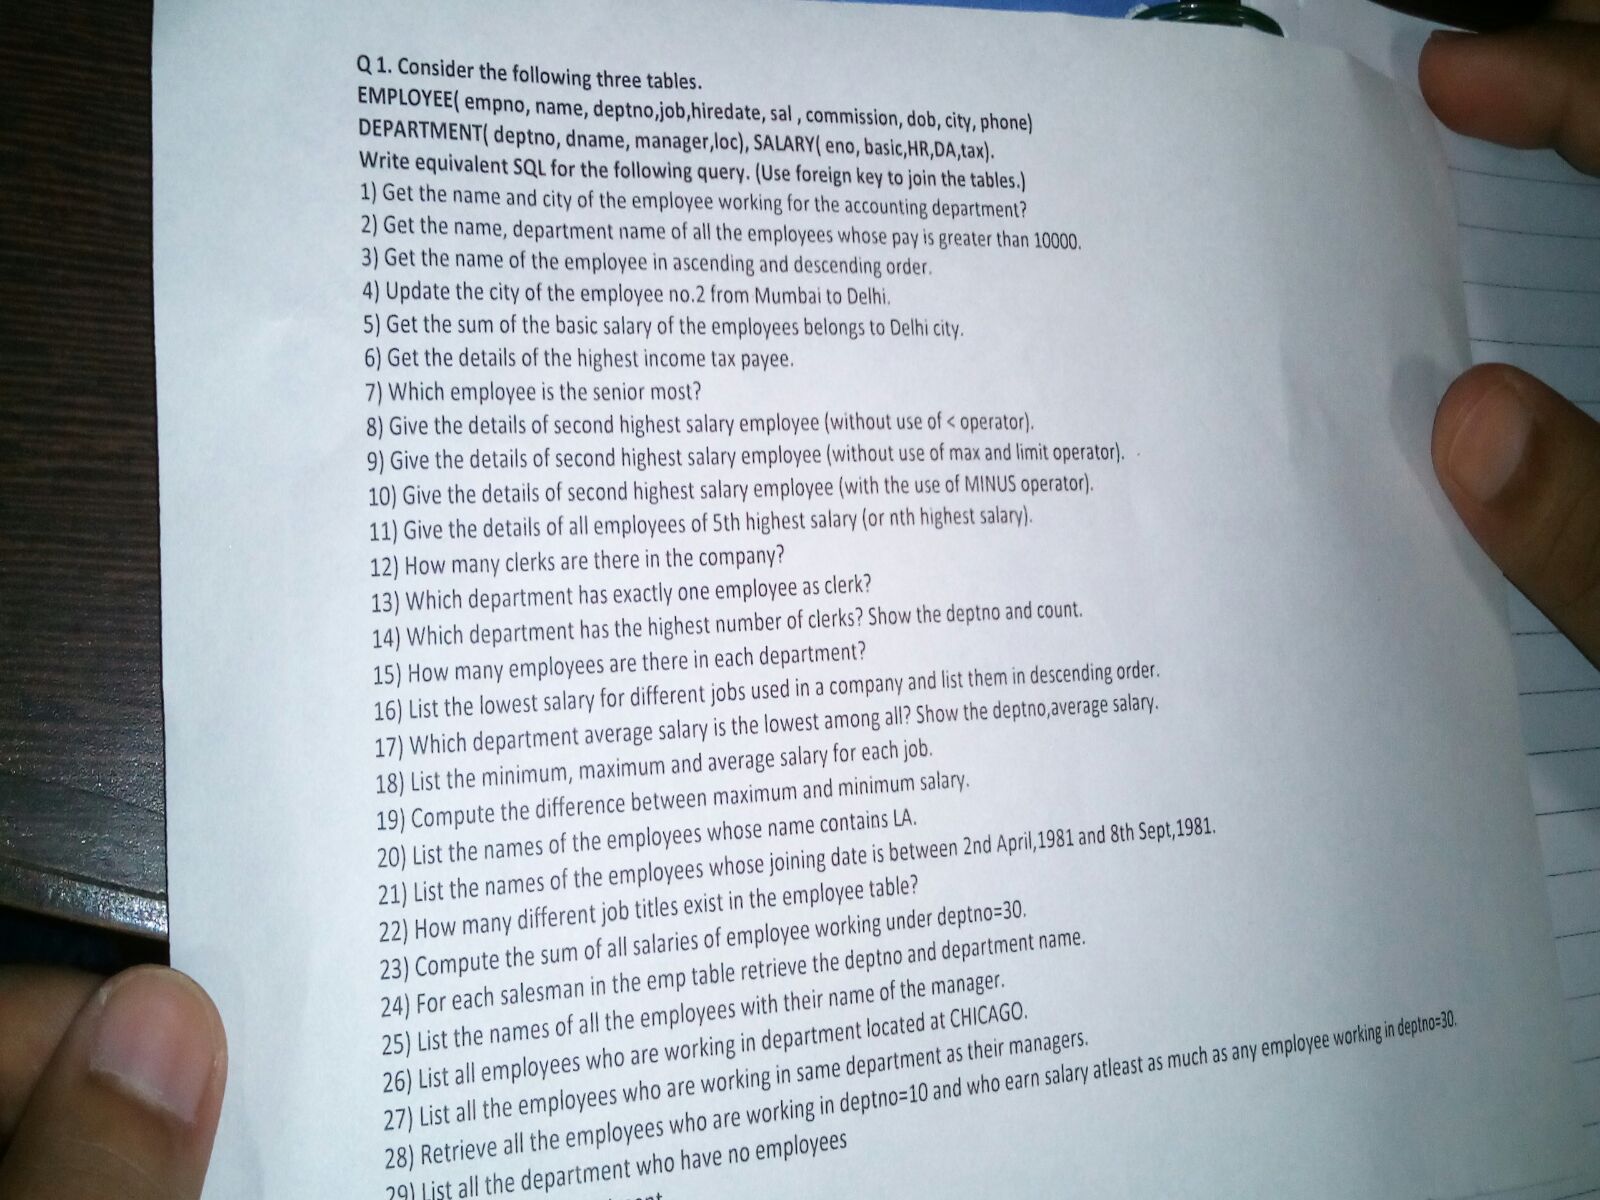 Q 1. Consider the following three tables.
EMPLOYEE( empno, name, deptno,job,hiredate, sal , commission, dob, city, phone)
DEPARTMENT( deptno, dname, manager,loc), SALARY( eno, basic,HR,DA,tax).
Write equivalent SQL for the following query. (Use foreign key to join the tables.)
1) Get the name and city of the employee working for the accounting department?
2) Get the name, department name of all the employees whose pay is greater than 10000.
3) Get the name of the employee in ascending and descending order.
4) Update the city of the employee no.2 from Mumbai to Delhi.
5) Get the sum of the basic salary of the employees belongs to Delhi city.
6) Get the details of the highest income tax payee.
7) Which employee is the senior most?
8) Give the details of second highest salary employee (without use of < operator).
9) Give the details of second highest salary employee (without use of max and limit operator).
10) Give the details of second highest salary employee (with the use of MINUS operator).
11) Give the details of all employees of 5th highest salary (or nth highest salary).
12) How many clerks are there in the company?
13) Which department has exactly one employee as clerk?
14) Which department has the highest number of clerks? Show the deptno and count.
15) How many employees are there in each department?
16) List the lowest salary for different jobs used in a company and list them in descending order.
17) Which department average salary is the lowest among all? Show the deptno,average salary.
18) List the minimum, maximum and average salary for each job.
19) Compute the difference between maximum and minimum salary.
20) List the names of the employees whose name contains LA.
21) List the names of the employees whose joining date is between 2nd April,1981 and 8th Sept,1981.
22) How many different job titles exist in the employee table?
23) Compute the sum of all salaries of employee working under deptno=30.
24) For each salesman in the emp table retrieve the deptno and department name.
25) List the names of all the employees with their name of the manager.
26) List all employees who are working in department located at CHICAGO.
27) List all the employees who are working in same department as their managers.
28) Retrieve all the employees who are working in deptno=10 and who earn salary atleast as much as any employee working in deptno=30.
29) List all the department who have no employees